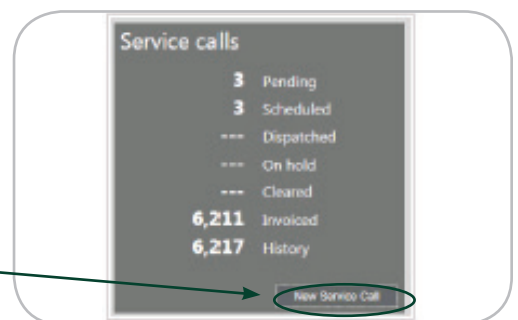 Service calls
3 Pending
3 Scheduled
--- Dispatched
--- On hold
--- Cleared
6,211 Invoiced
6,217 History
New Service Call